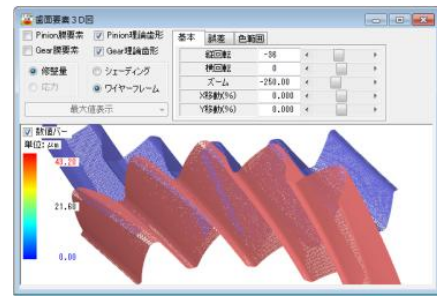 歯面要素3D図
Pinion腰要素 Pinion理論歯形
Gear腰要素 Gear理論歯形
修整量 シェーディング
応力 ワイヤーフレーム
最大値表示
基本 誤差 色範囲
縦回転 -36
横回転 0
ズーム -250.00
X移動(%) 0.000
Y移動(%) 0.000
数値バー
単位:μm
43.20
21.60
0.00